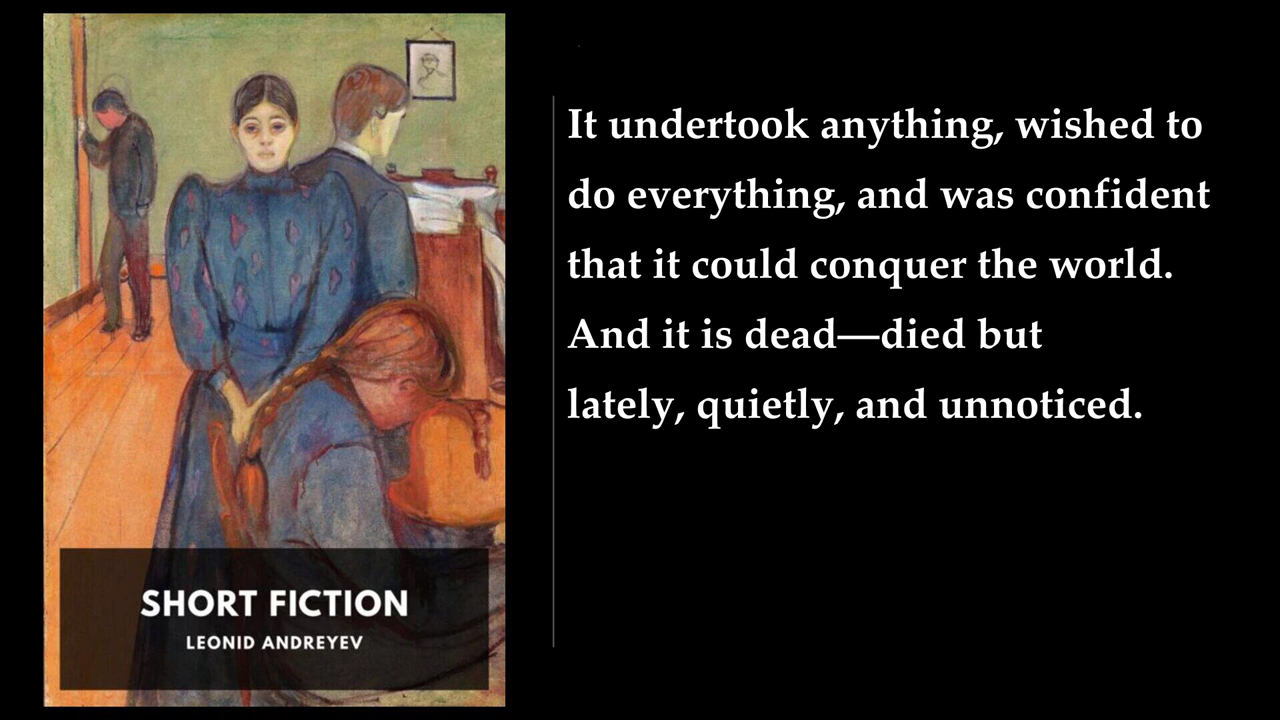 It undertook anything, wished to
do everything, and was confident
that it could conquer the world.
And it is dead—died but
lately, quietly, and unnoticed.
SHORT FICTION
LEONID ANDREYEV